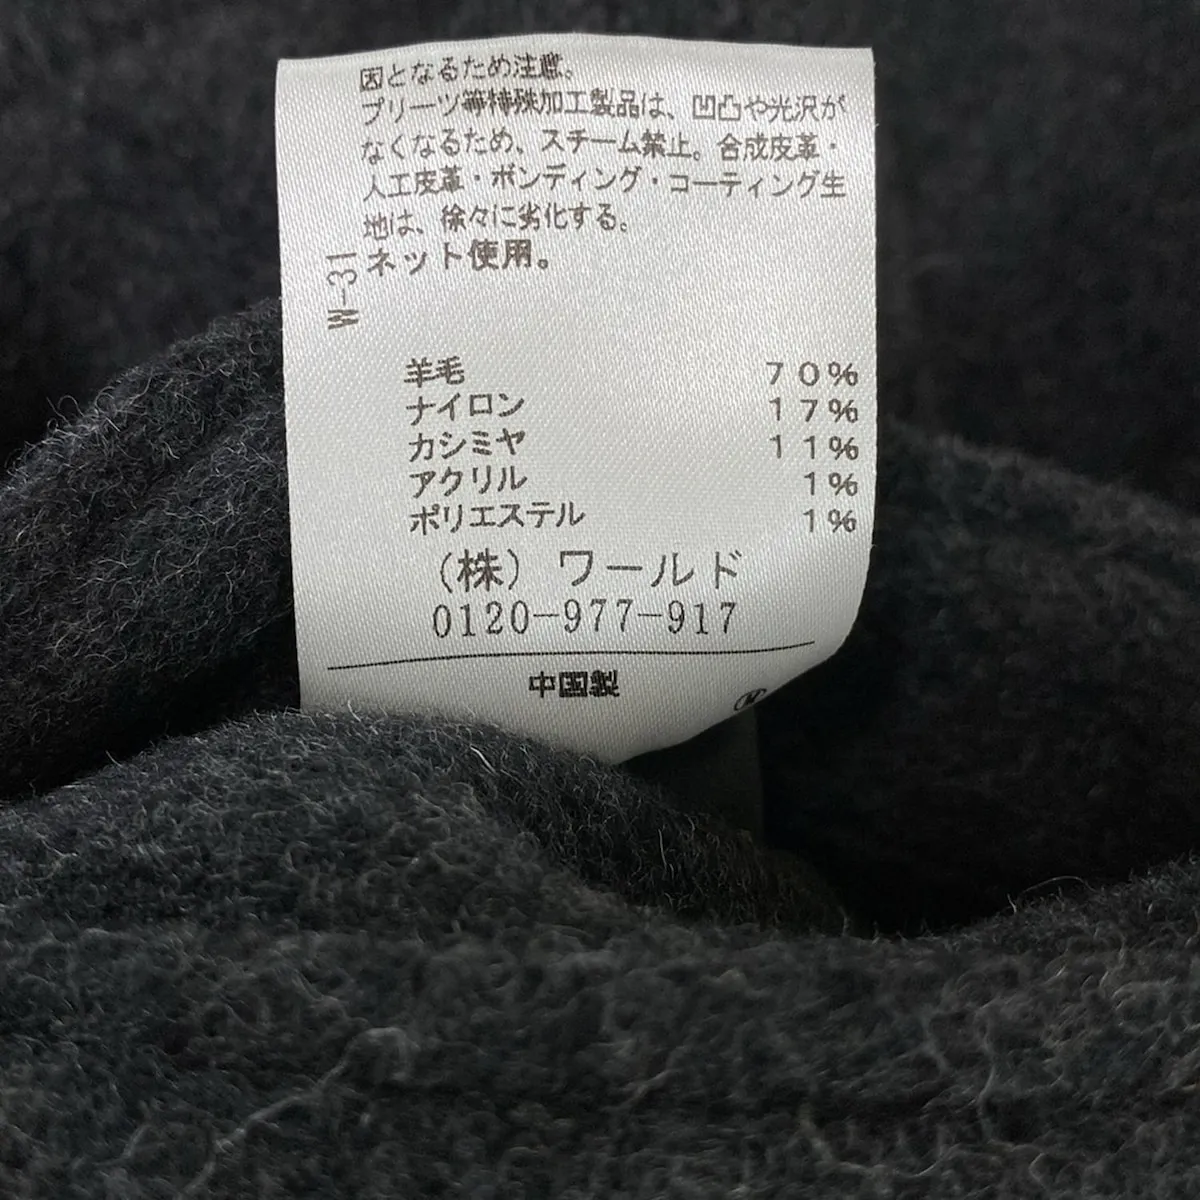 因となるため注意。
プリーツ等特殊加工製品は、凹凸や光沢が
なくなるため、スチーム禁止。合成皮革・
人工皮革・ボンディング・コーティング生
地は、徐々に劣化する。
ネット使用。
W-31
羊毛 70%
ナイロン 17%
カシミヤ 11%
アクリル 1%
ポリエステル 1%
(株)ワールド
0120-977-917
中国製